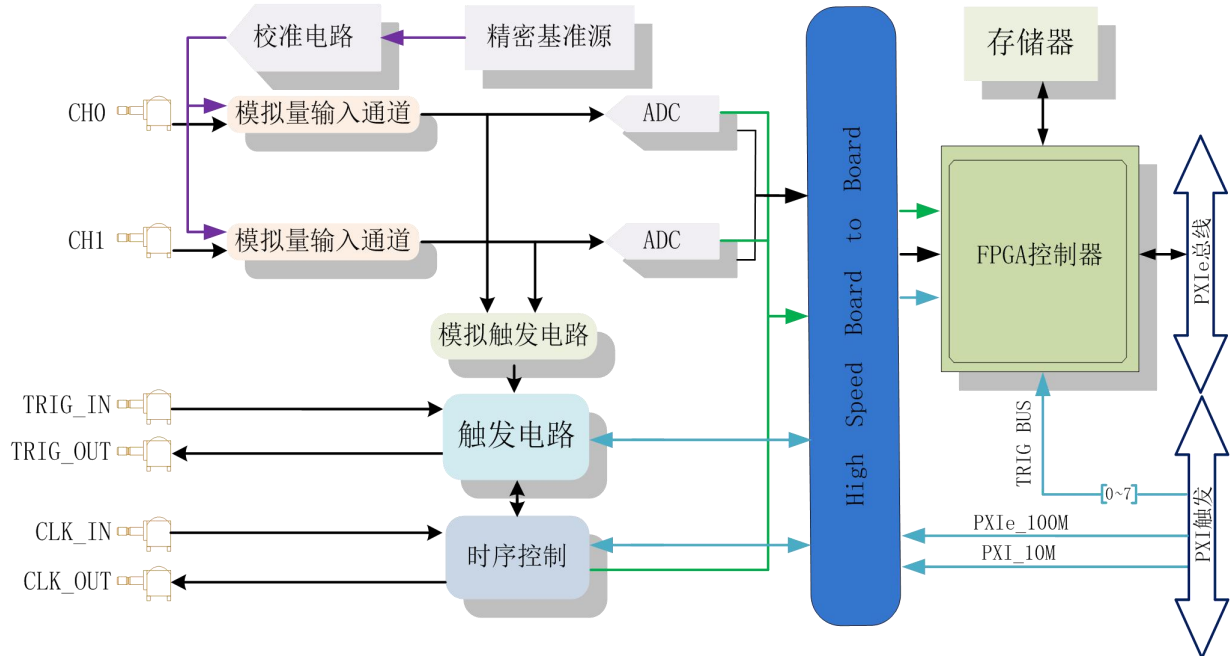 校准电路
精密基准源
存储器
CH0
模拟量输入通道
ADC
CH1
模拟量输入通道
ADC
High Speed Board to Board
FPGA控制器
PXIe总线
模拟触发电路
TRIG_IN
TRIG_OUT
触发电路
TRIG BUS
[0~7]
PXI触发
CLK_IN
CLK_OUT
时序控制
PXIe_100M
PXI_10M